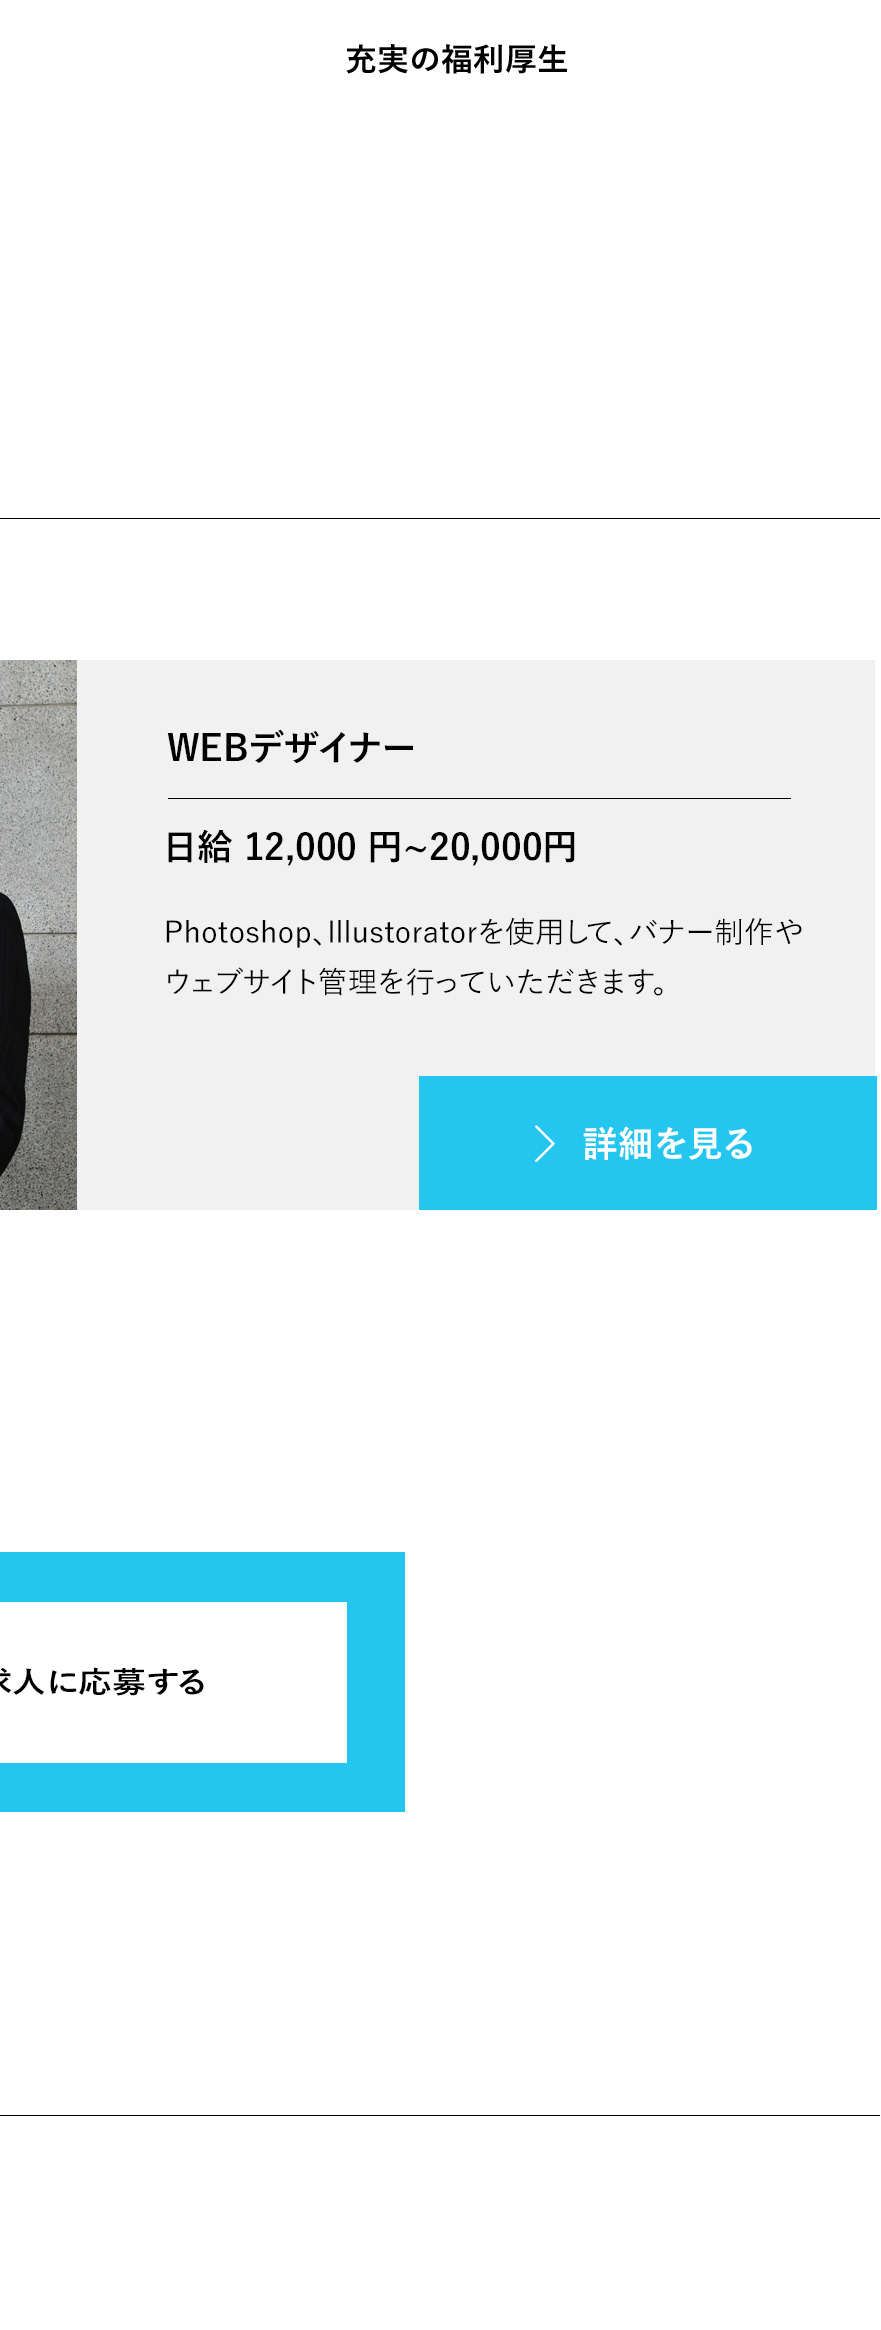 充実の福利厚生
WEBデザイナー
日給 12,000 円~20,000円
Photoshop、Illustoratorを使用して、バナー制作や
ウェブサイト管理を行っていただきます。
詳細を見る
求人に応募する